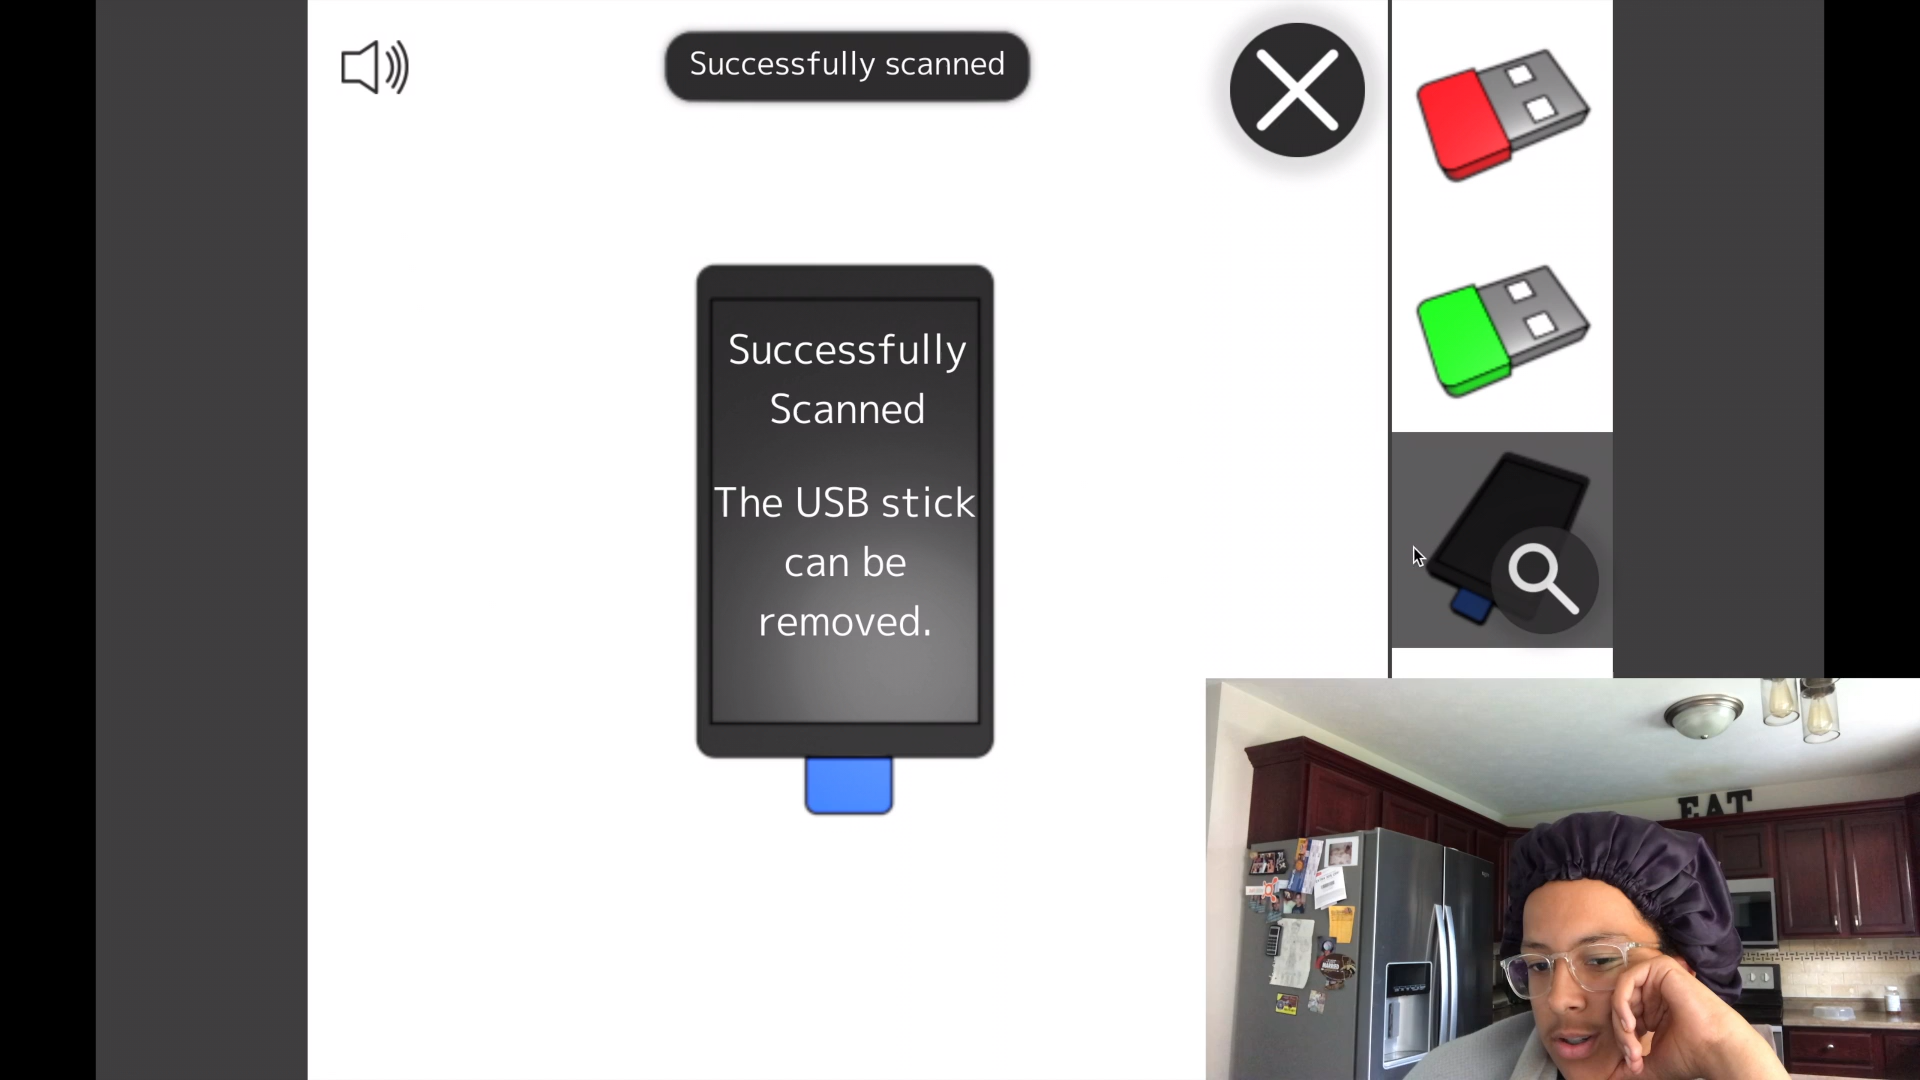 Successfully scanned
Successfully
Scanned
The USB stick
can be
removed.
EAT